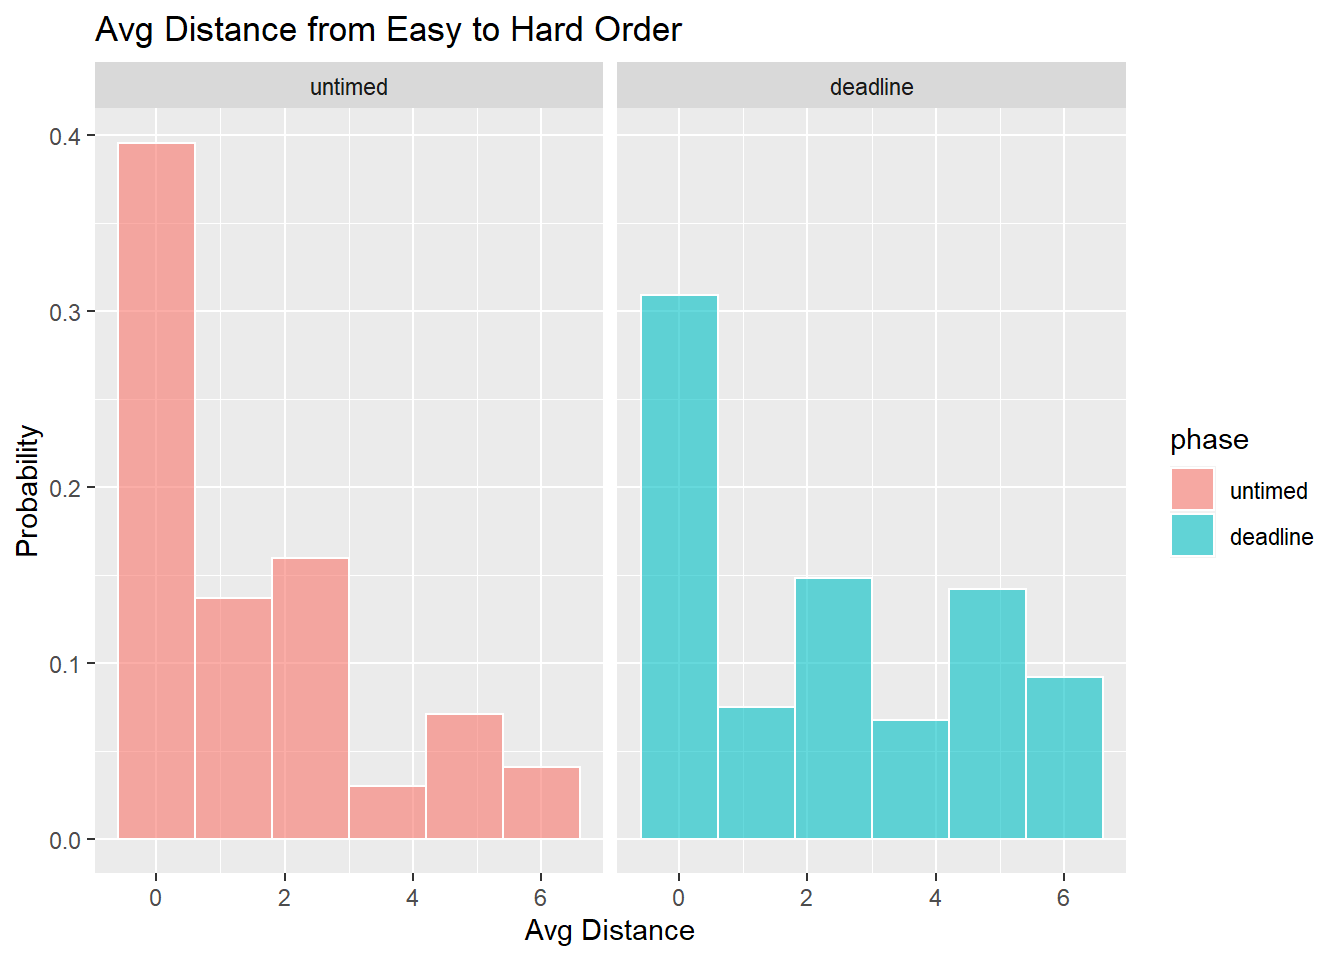 Avg Distance from Easy to Hard Order
untimed
deadline
0.4
0.3
0.2
0.1
0.0
Probability
0 2 4 6
0 2 4 6
Avg Distance
phase
untimed
deadline